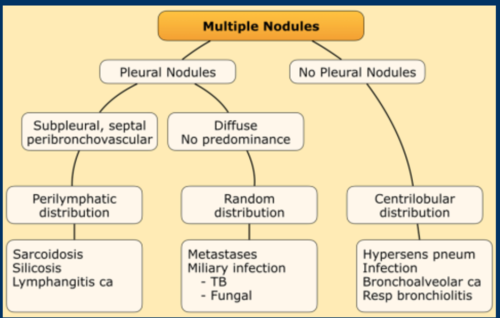 Multiple Nodules
Pleural Nodules
No Pleural Nodules
Subpleural, septal
peribronchovascular
Diffuse
No predominance
Perilymphatic
distribution
Random
distribution
Centrilobular
distribution
Sarcoidosis
Silicosis
Lymphangitis ca
Metastases
Miliary infection
- TB
- Fungal
Hypersens pneum
Infection
Bronchoalveolar ca
Resp bronchiolitis